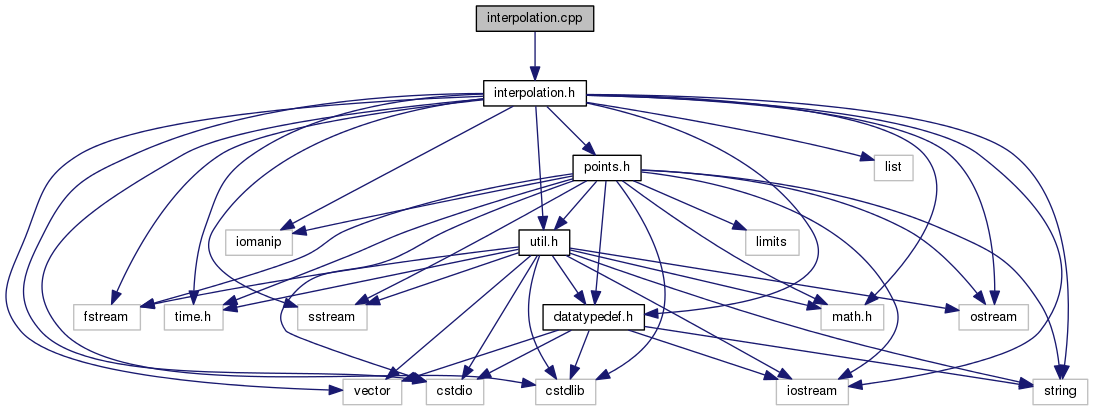 interpolation.cpp
interpolation.h
points.h
list
iomanip
util.h
limits
fstream
time.h
sstream
datatypedef.h
math.h
ostream
vector
cstdio
cstdlib
iostream
string